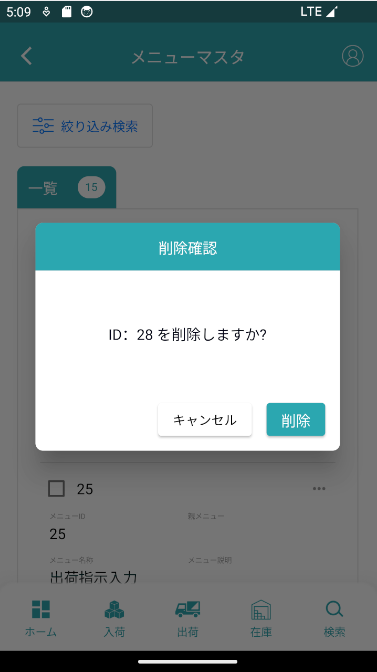 5:09
LTE
メニューマスタ
絞り込み検索
一覧 15
削除確認
ID：28 を削除しますか?
キャンセル 削除
25
メニューID 親メニュー
25
メニュー名称 メニュー説明
出荷指示入力
ホーム 入荷 出荷 在庫 検索